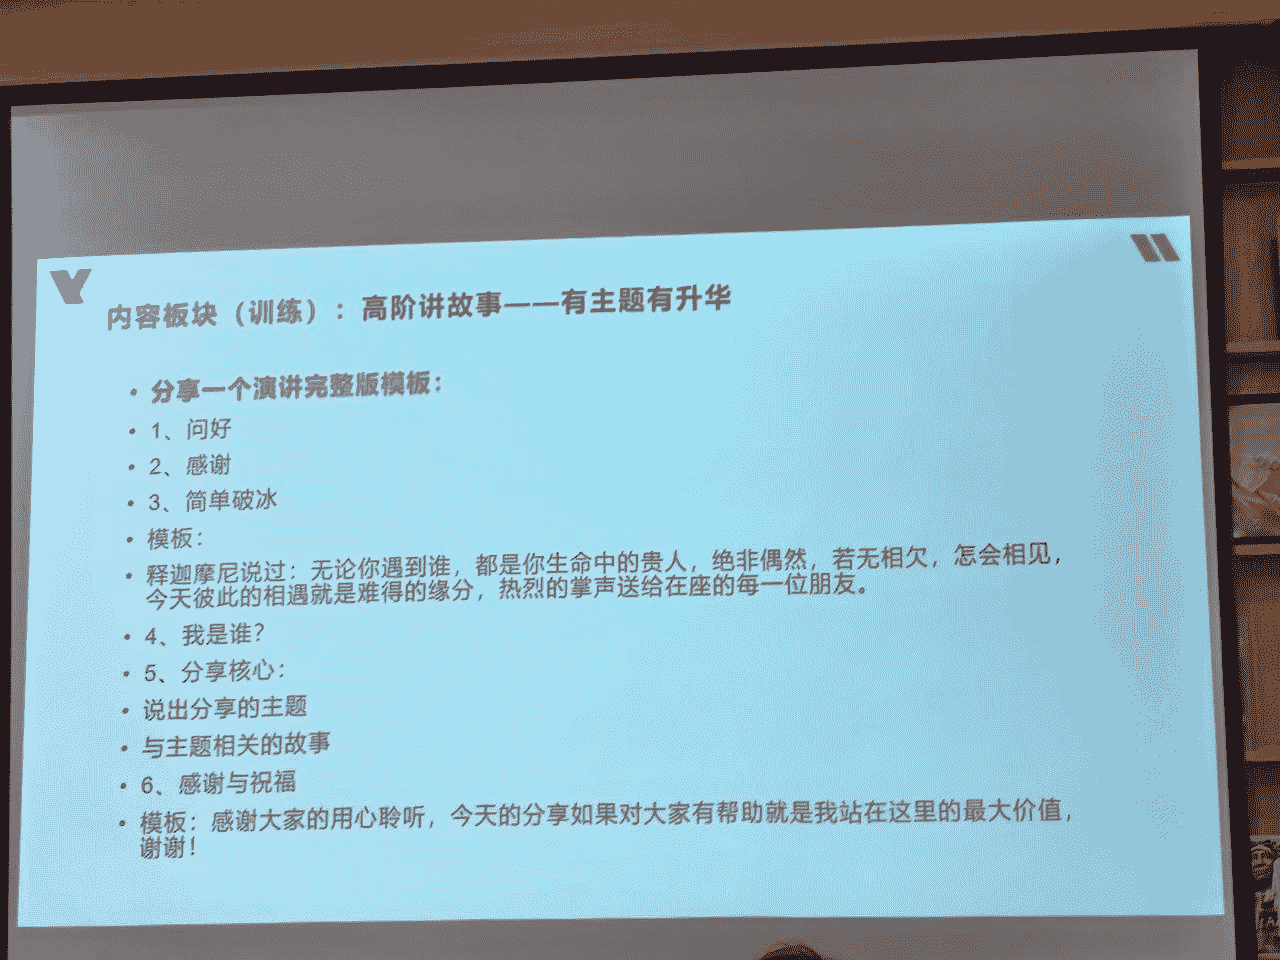 内容板块（训练）：高阶讲故事——有主题有升华
• 分享一个演讲完整版模板：
• 1、问好
• 2、感谢
• 3、简单破冰
• 模板：
• 释迦摩尼说过：无论你遇到谁，都是你生命中的贵人，绝非偶然，若无相欠，怎会相见，
今天彼此的相遇就是难得的缘分，热烈的掌声送给在座的每一位朋友。
• 4、我是谁？
• 5、分享核心：
• 说出分享的主题
• 与主题相关的故事
• 6、感谢与祝福
• 模板：感谢大家的用心聆听，今天的分享如果对大家有帮助就是我站在这里的最大价值，
谢谢！